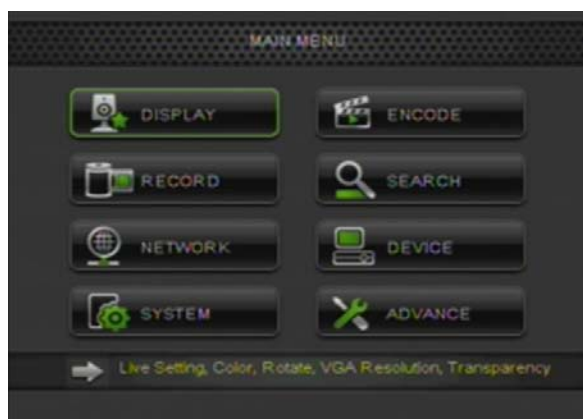 MAIN MENU
DISPLAY
ENCODE
RECORD
SEARCH
NETWORK
DEVICE
SYSTEM
ADVANCE
Live Setting, Color, Rotate, VGA Resolution, Transparency